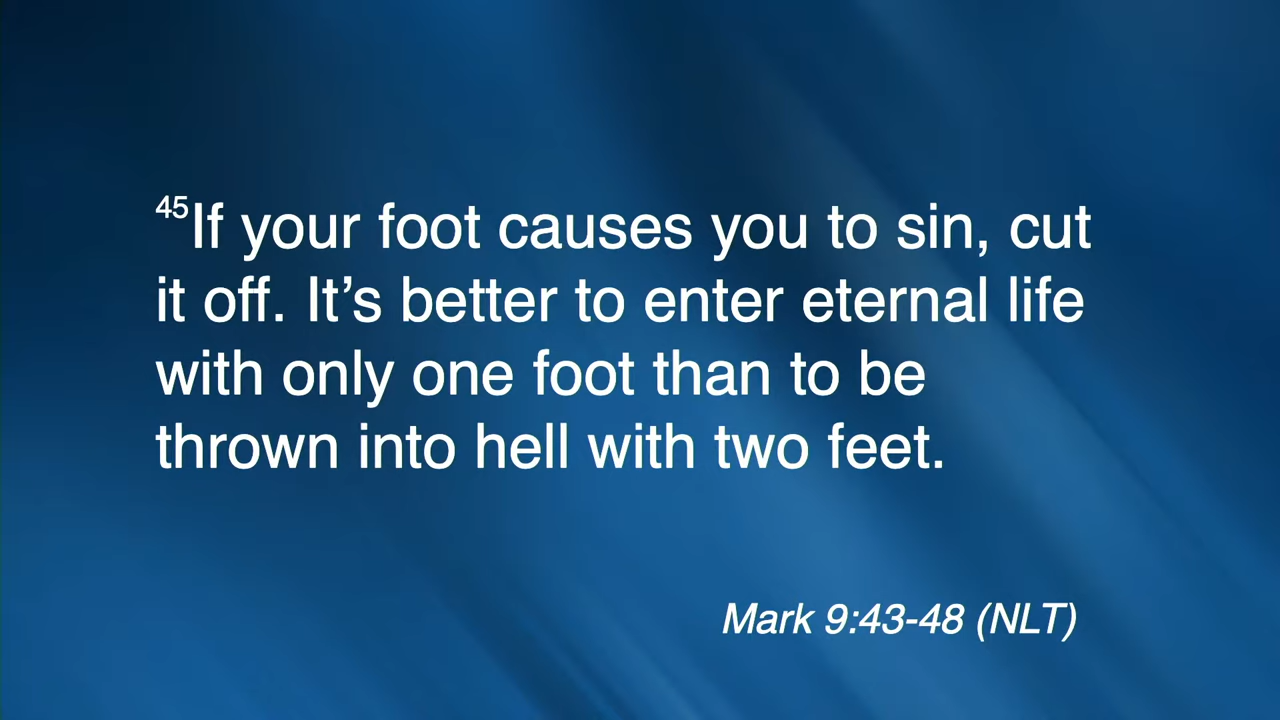 45If your foot causes you to sin, cut
it off. It’s better to enter eternal life
with only one foot than to be
thrown into hell with two feet.
Mark 9:43-48 (NLT)